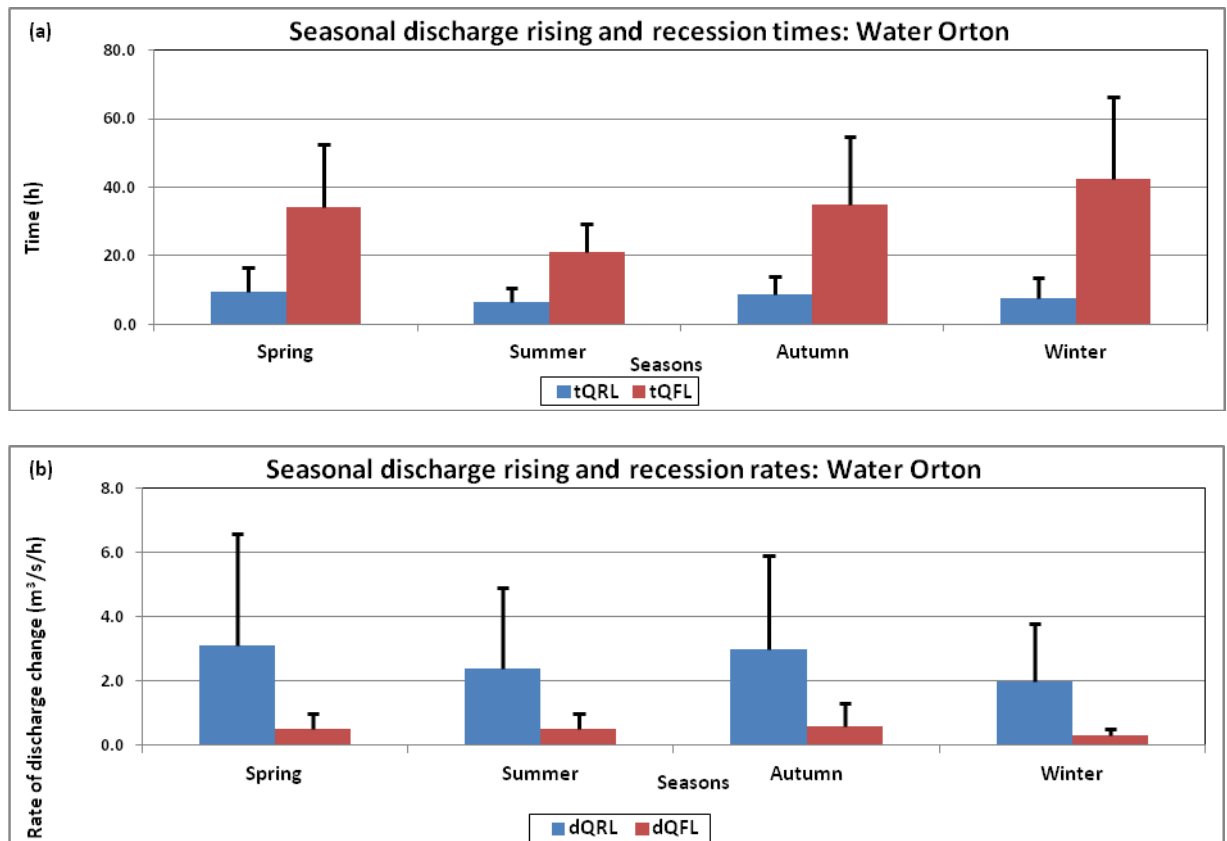 (a)
Seasonal discharge rising and recession times: Water Orton
Time (h)
80.0
60.0
40.0
20.0
0.0
Spring Summer Autumn Winter
Seasons
tQRL tQFL
(b)
Seasonal discharge rising and recession rates: Water Orton
Rate of discharge change (m³/s/h)
8.0
6.0
4.0
2.0
0.0
Spring Summer Autumn Winter
Seasons
dQRL dQFL